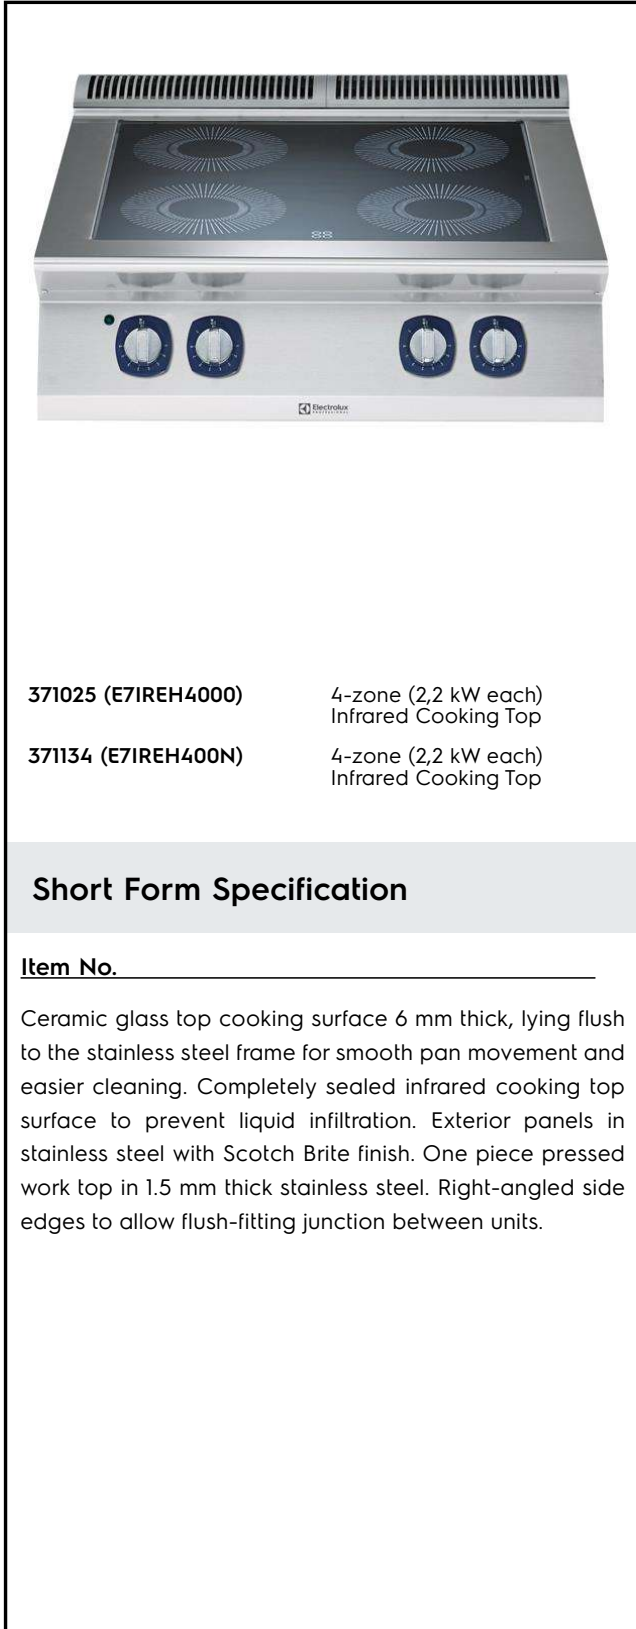 Electrolux
PROFESSIONAL
371025 (E7IREH4000)
4-zone (2,2 kW each)
Infrared Cooking Top
371134 (E7IREH400N)
4-zone (2,2 kW each)
Infrared Cooking Top
Short Form Specification
Item No.
Ceramic glass top cooking surface 6 mm thick, lying flush
to the stainless steel frame for smooth pan movement and
easier cleaning. Completely sealed infrared cooking top
surface to prevent liquid infiltration. Exterior panels in
stainless steel with Scotch Brite finish. One piece pressed
work top in 1.5 mm thick stainless steel. Right-angled side
edges to allow flush-fitting junction between units.